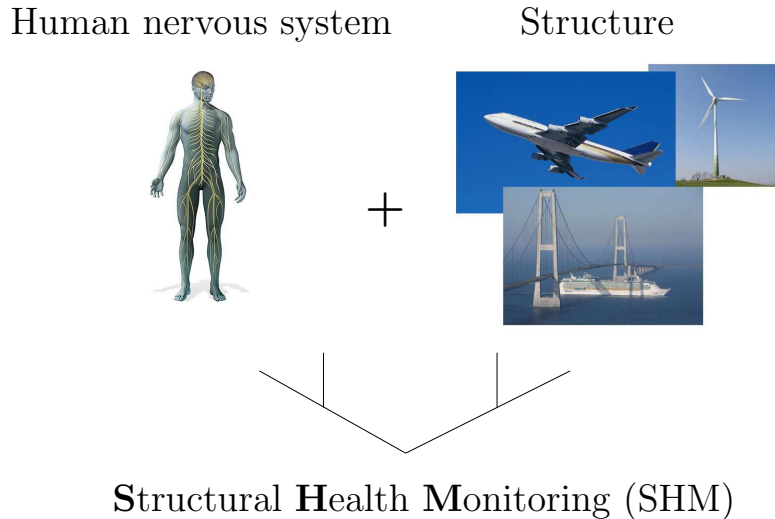 Human nervous system
Structure
+
Structural Health Monitoring (SHM)